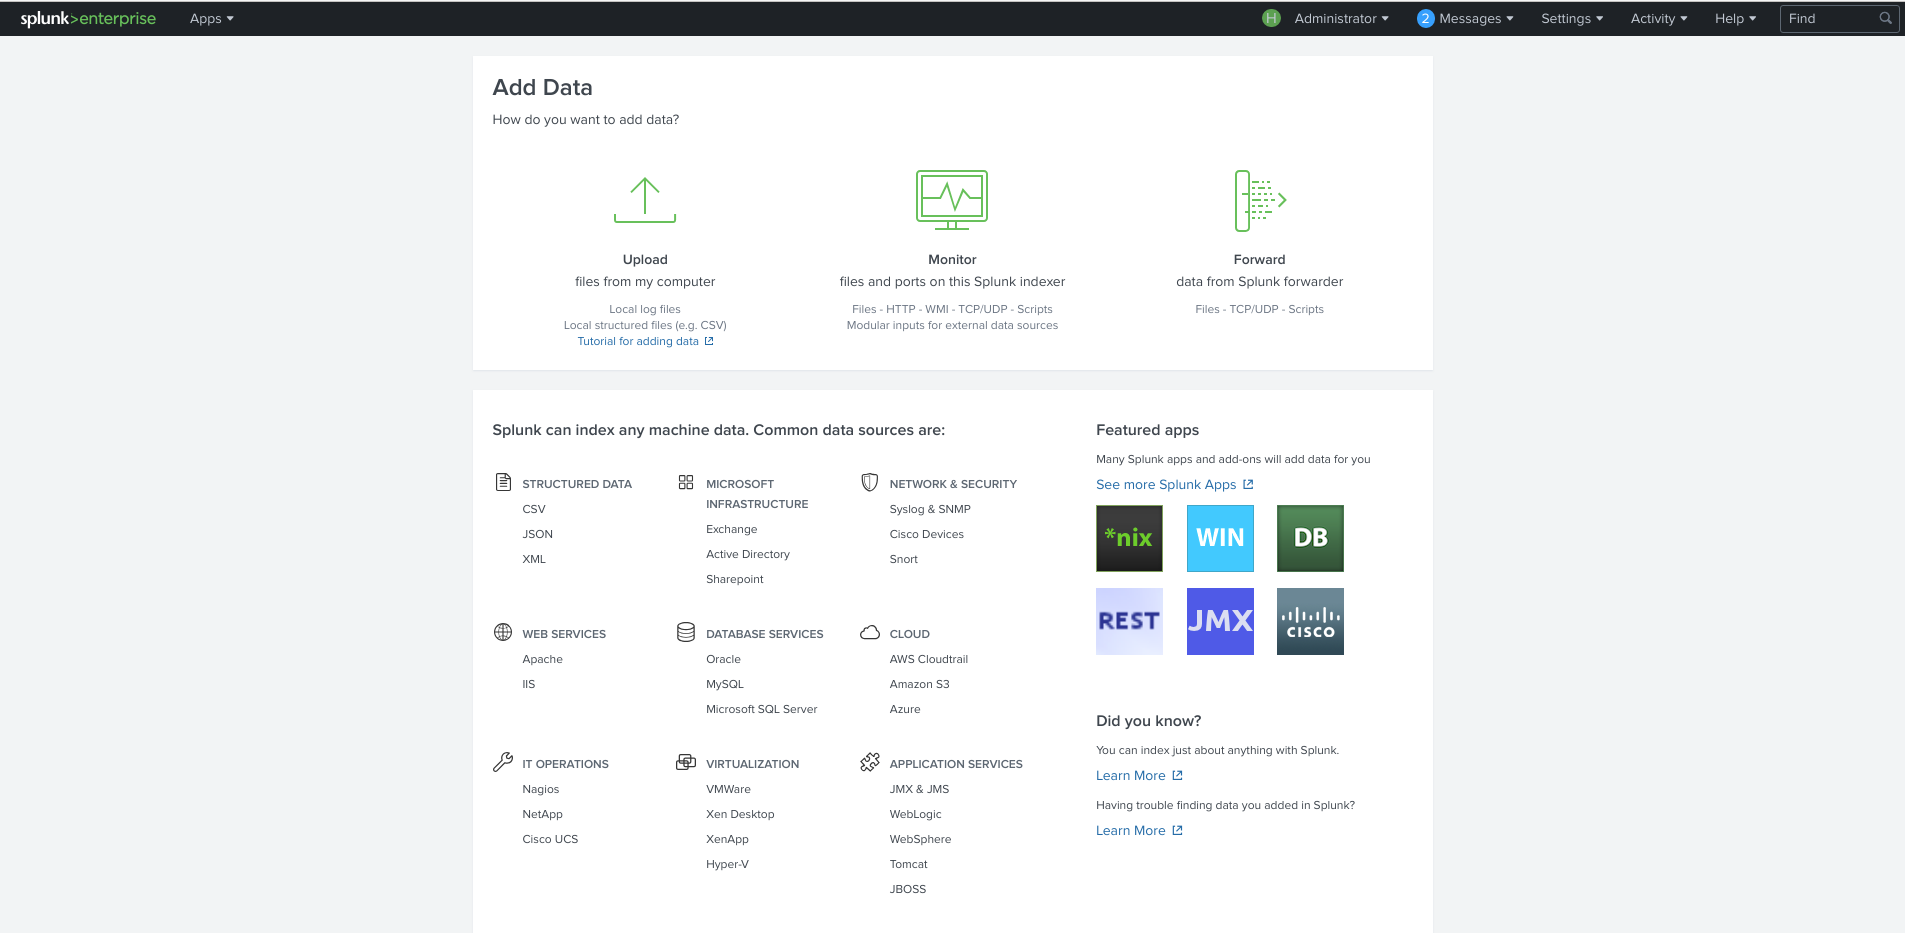 splunk>enterprise Apps H Administrator 2 Messages Settings Activity Help Find
Add Data
How do you want to add data?
Upload
files from my computer
Local log files
Local structured files (e.g. CSV)
Tutorial for adding data
Monitor
files and ports on this Splunk indexer
Files - HTTP - WMI - TCP/UDP - Scripts
Modular inputs for external data sources
Forward
data from Splunk forwarder
Files - TCP/UDP - Scripts
Splunk can index any machine data. Common data sources are:
STRUCTURED DATA
CSV
JSON
XML
MICROSOFT
INFRASTRUCTURE
Exchange
Active Directory
Sharepoint
NETWORK & SECURITY
Syslog & SNMP
Cisco Devices
Snort
WEB SERVICES
Apache
IIS
DATABASE SERVICES
Oracle
MySQL
Microsoft SQL Server
CLOUD
AWS Cloudtrail
Amazon S3
Azure
IT OPERATIONS
Nagios
NetApp
Cisco UCS
VIRTUALIZATION
VMWare
Xen Desktop
XenApp
Hyper-V
APPLICATION SERVICES
JMX & JMS
WebLogic
WebSphere
Tomcat
JBOSS
Featured apps
Many Splunk apps and add-ons will add data for you
See more Splunk Apps
*nix WIN DB
REST JMX CISCO
Did you know?
You can index just about anything with Splunk.
Learn More
Having trouble finding data you added in Splunk?
Learn More